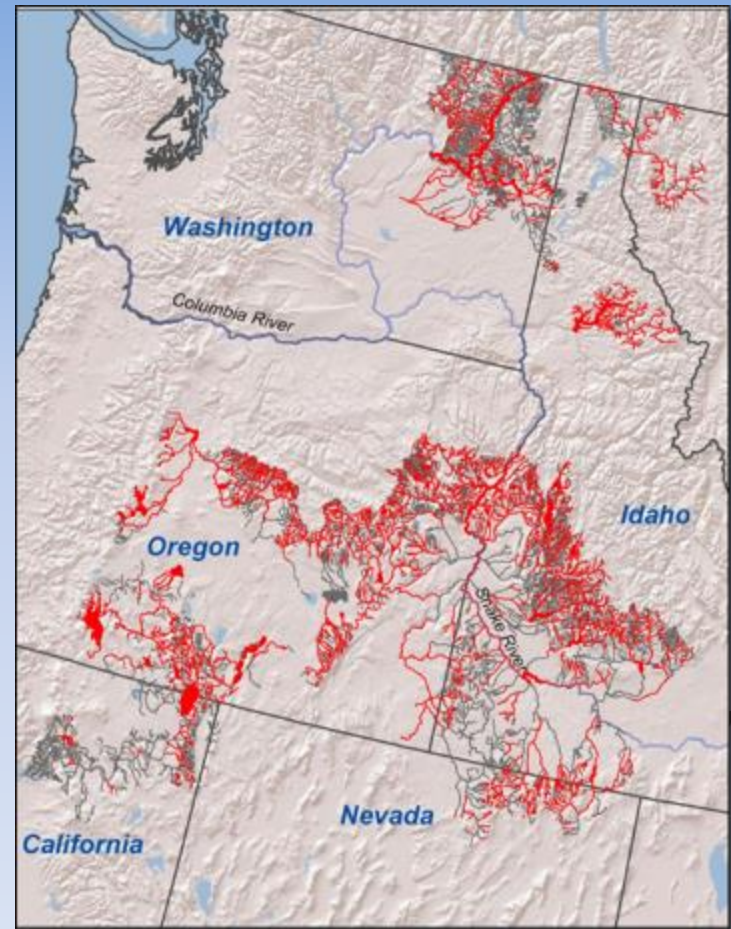 Washington
Columbia River
Idaho
Oregon
Snake River
Nevada
California